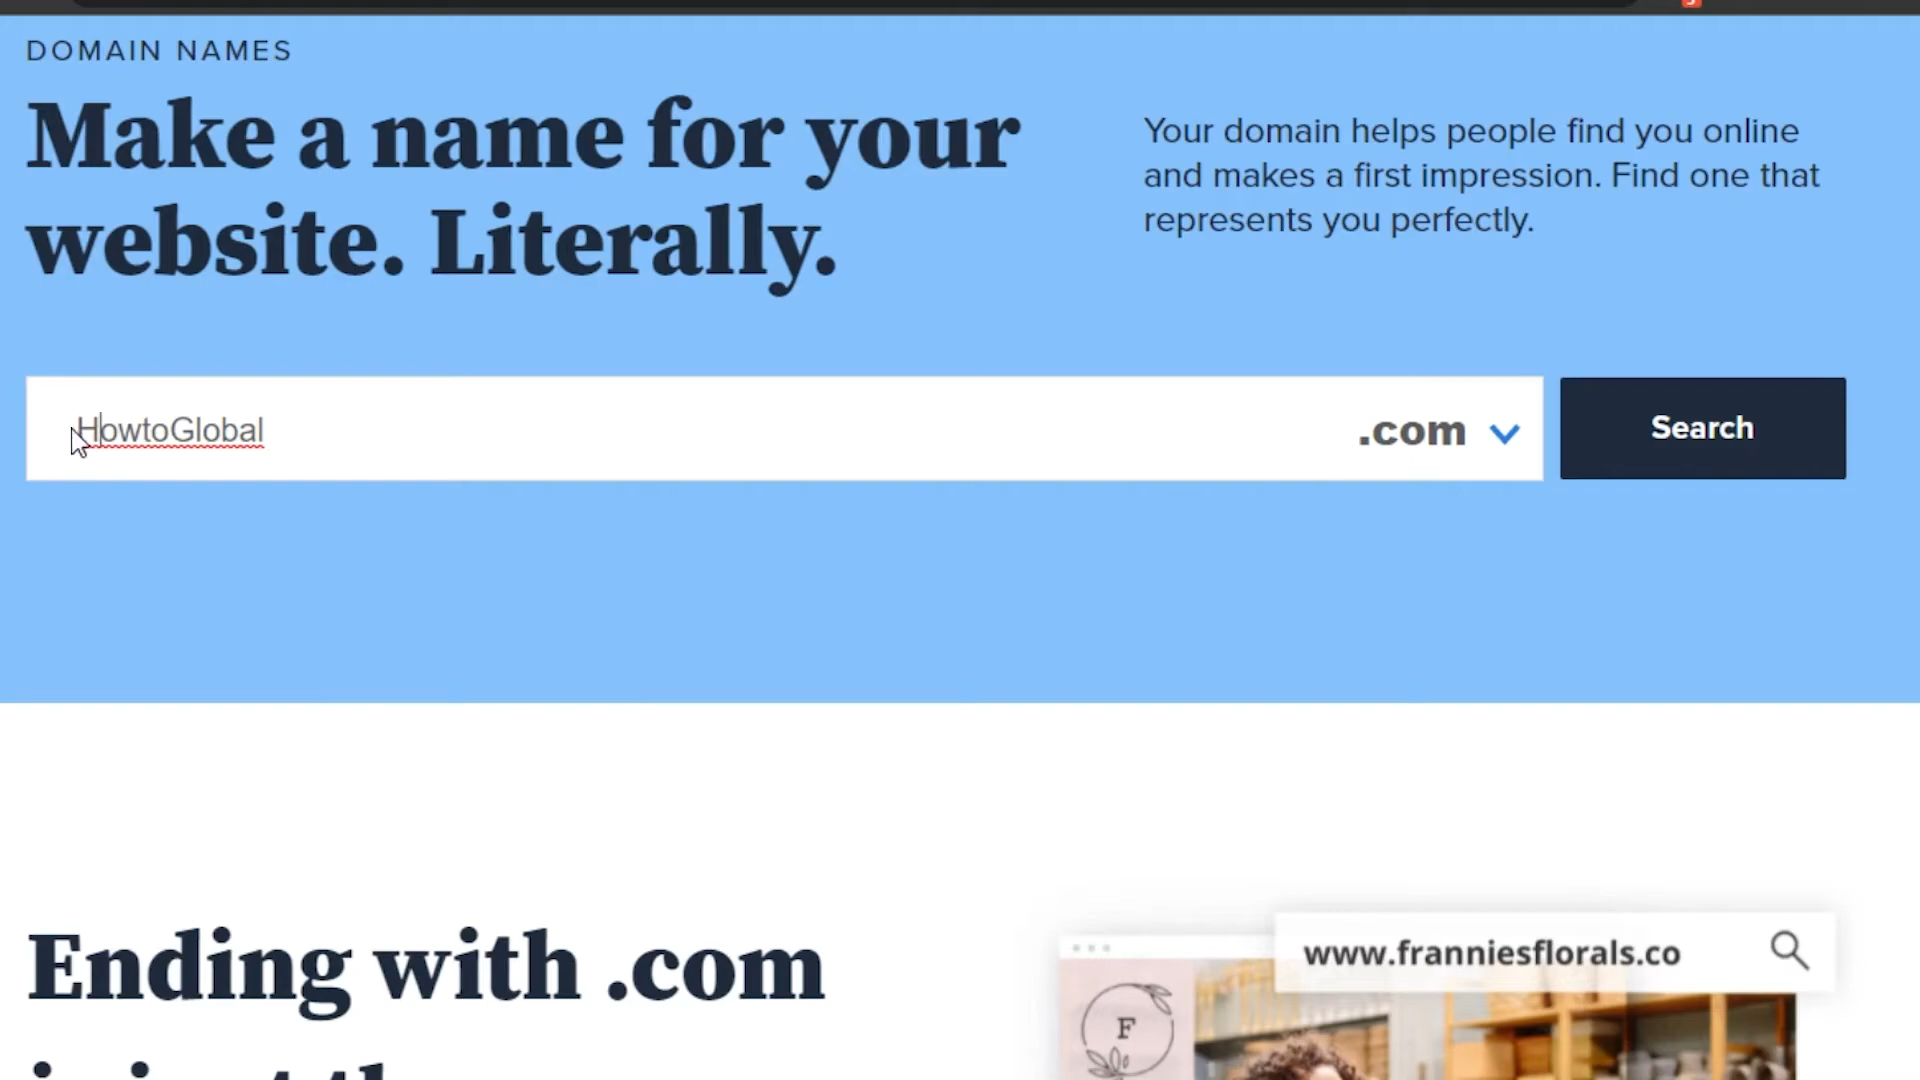 DOMAIN NAMES
Make a name for your
website. Literally.
Your domain helps people find you online
and makes a first impression. Find one that
represents you perfectly.
HowtoGlobal
.com
Search
Ending with .com
www.franniesflorals.co
F